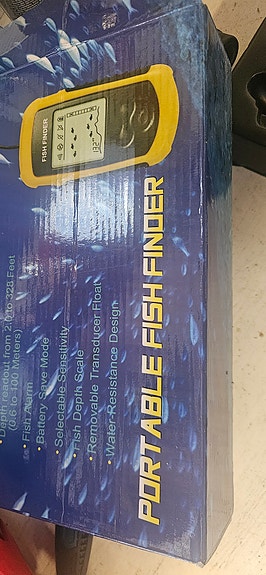 FISH FINDER
PORTABLE FISH FINDER
• Depth readout from 2.0 to 328 Feet
(0.6 to 100 Meters)
• Fish Alarm
• Battery Save Mode
• Selectable Sensitivity
• Fish Depth Scale
• Removable Transducer Float
• Water-Resistance Design